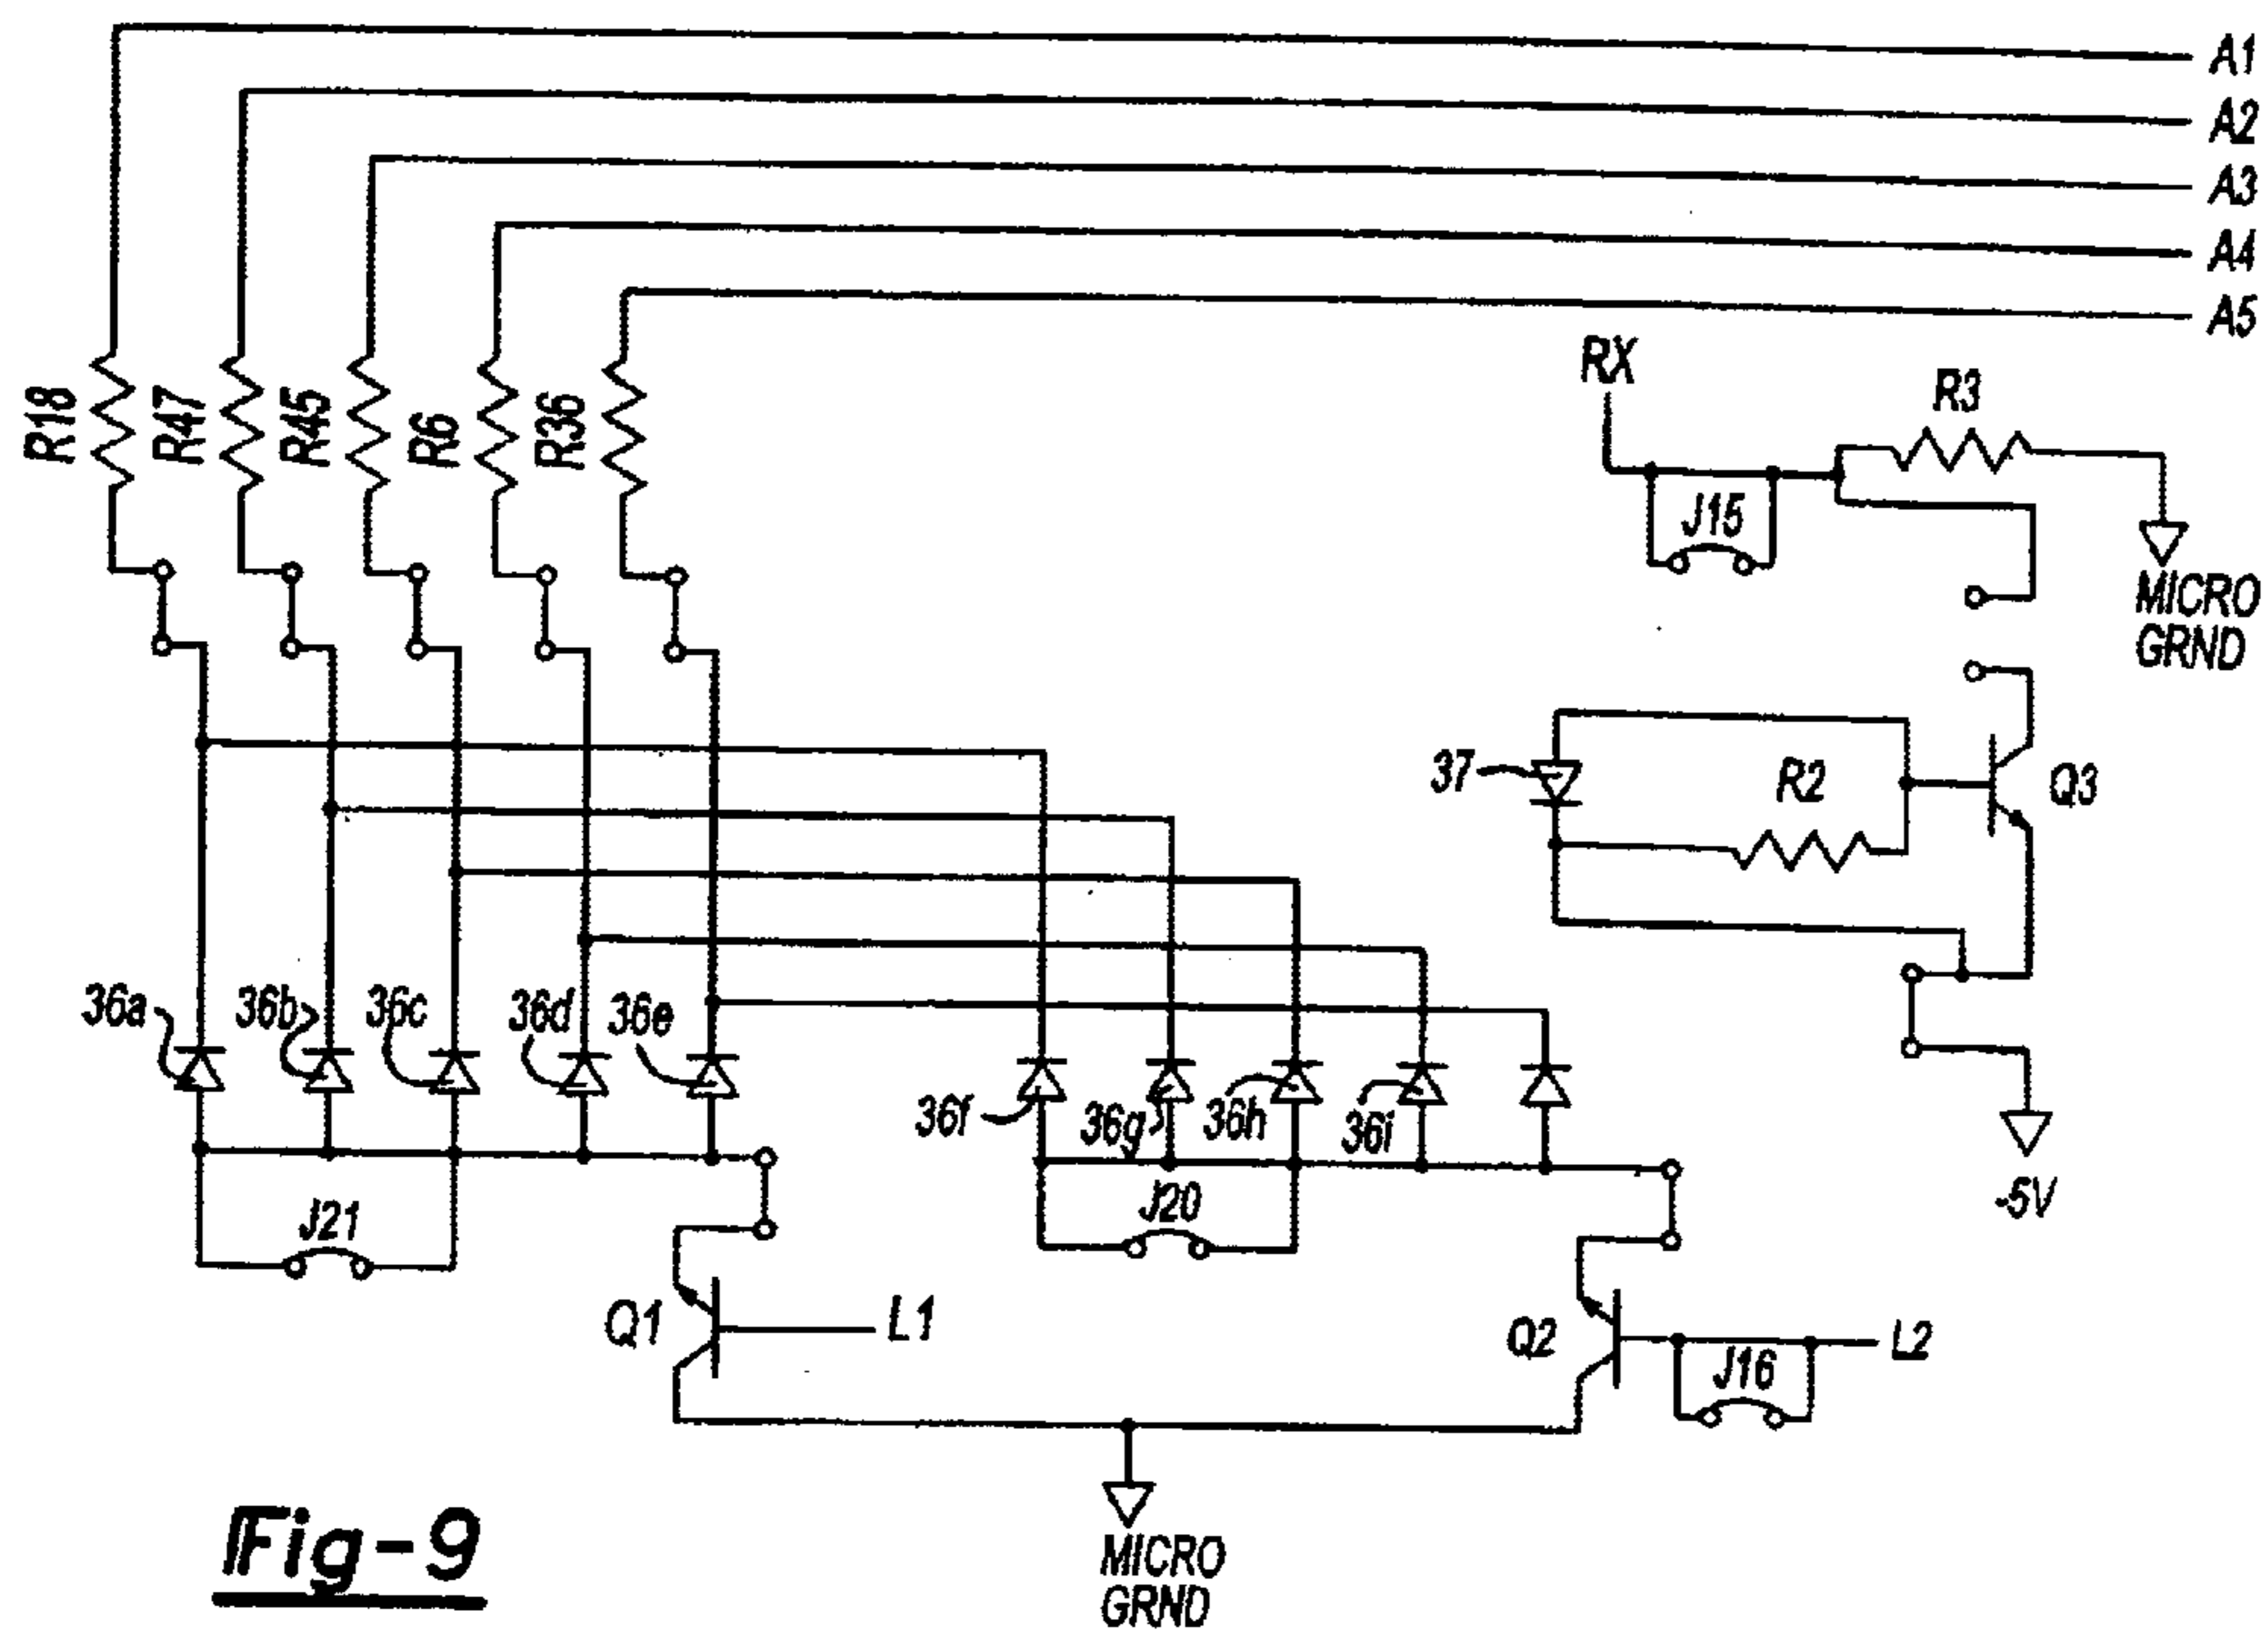 A1
A2
A3
A4
A5
RX
R3
R18
R47
R45
R6
R36
J15
MICRO
GRND
37
R2
Q3
36a
36b
36c
36d
36e
36f
36g
36h
36i
J21
J20
-5V
Q1
L1
Q2
J16
L2
MICRO
GRND
Fig-9